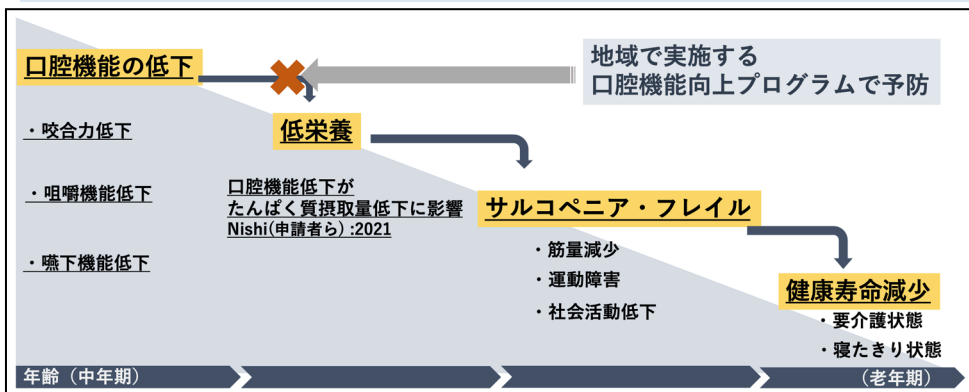 口腔機能の低下
地域で実施する
口腔機能向上プログラムで予防
・咬合力低下
・咀嚼機能低下
・嚥下機能低下
低栄養
口腔機能低下が
たんぱく質摂取量低下に影響
Nishi(申請者ら):2021
サルコペニア・フレイル
・筋量減少
・運動障害
・社会活動低下
健康寿命減少
・要介護状態
・寝たきり状態
年齢（中年期）
（老年期）